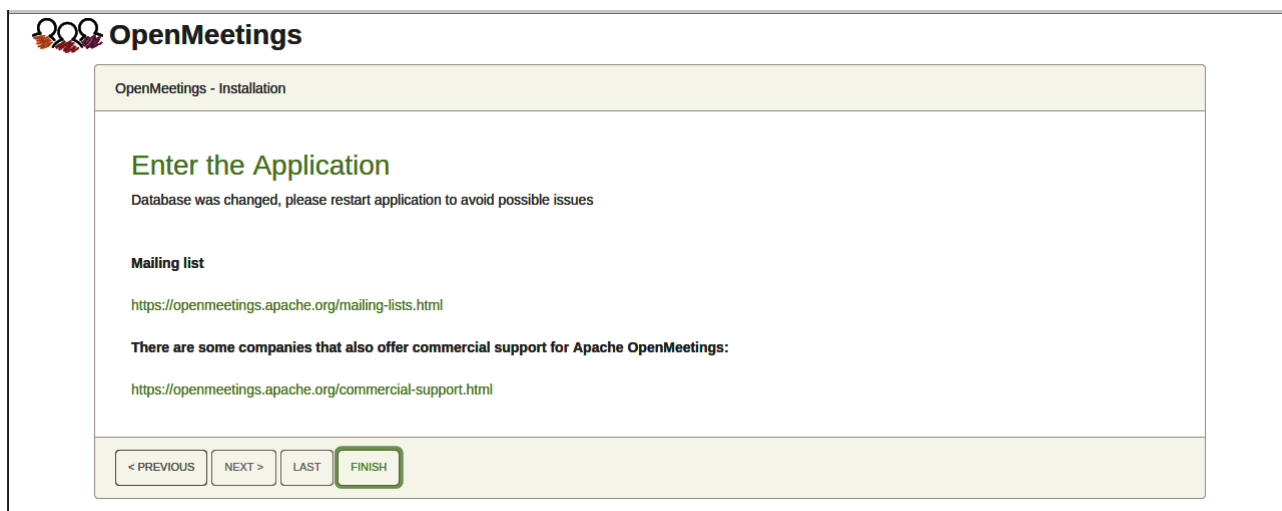 OpenMeetings
OpenMeetings - Installation
Enter the Application
Database was changed, please restart application to avoid possible issues
Mailing list
https://openmeetings.apache.org/mailing-lists.html
There are some companies that also offer commercial support for Apache OpenMeetings:
https://openmeetings.apache.org/commercial-support.html
< PREVIOUS NEXT > LAST FINISH